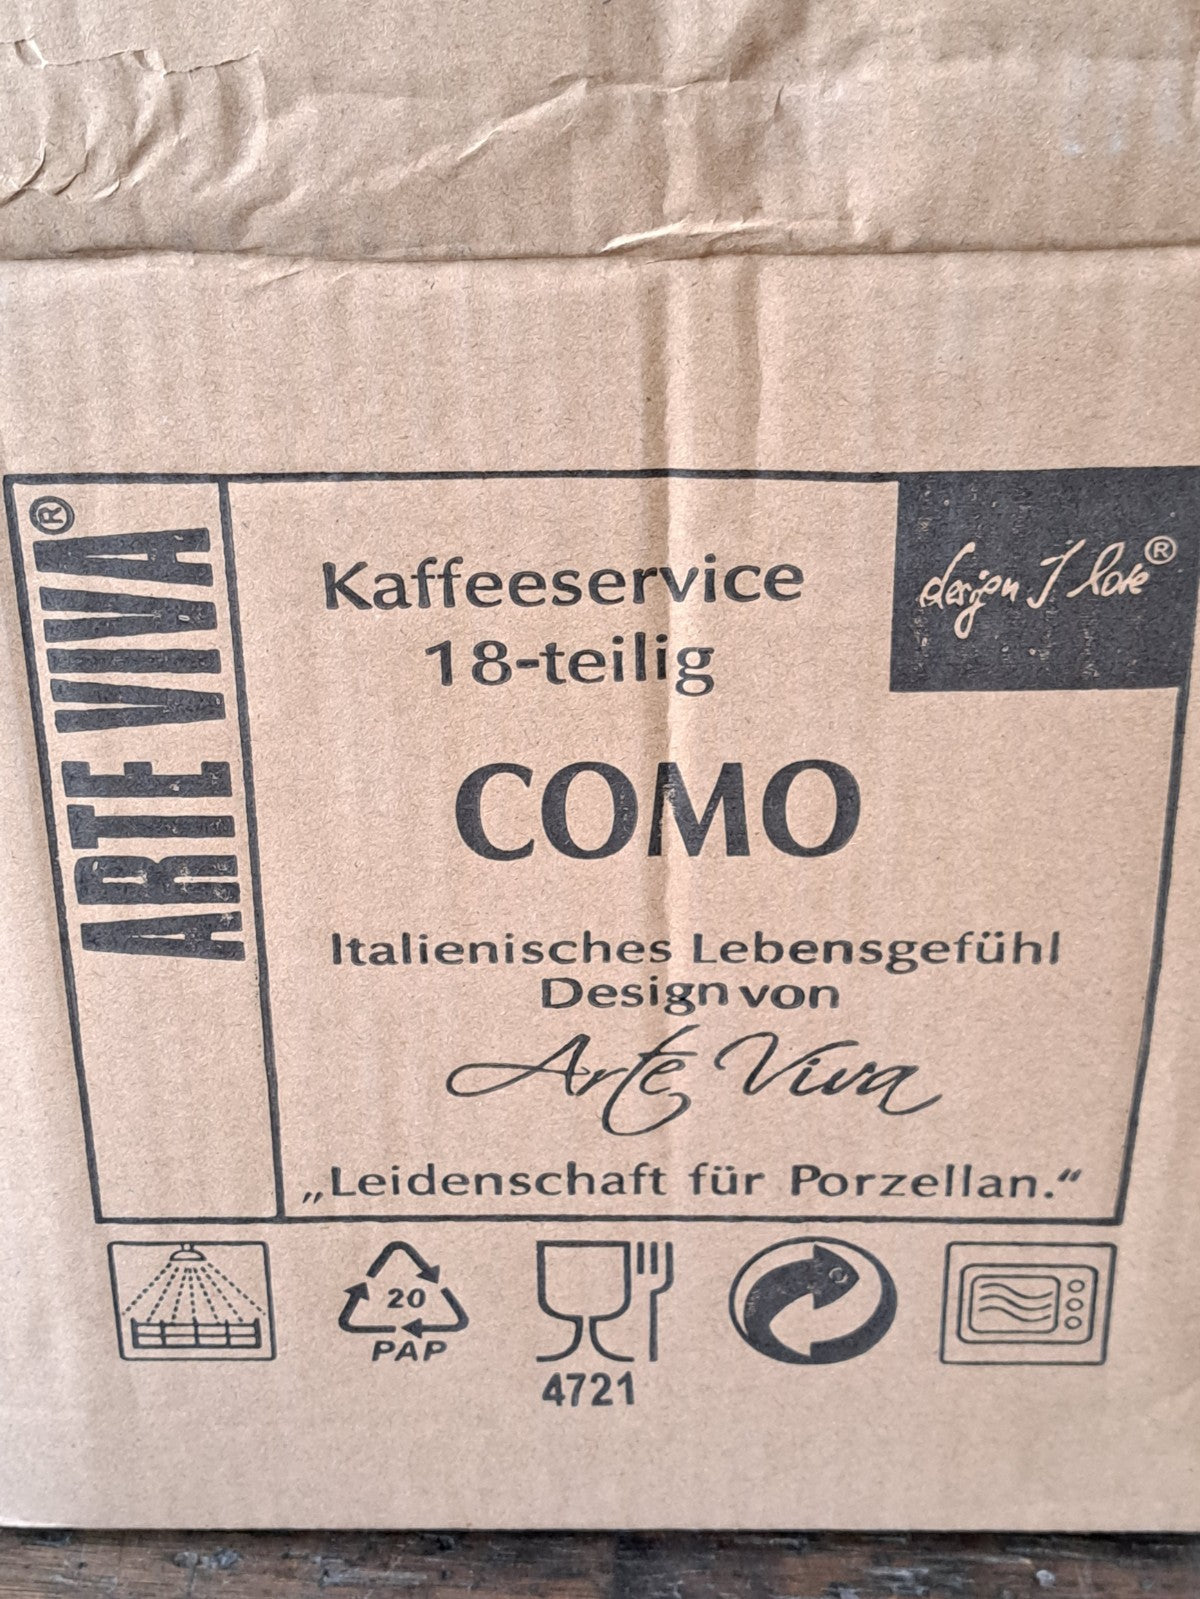 ARTE VIVA®
Kaffeeservice
18-teilig
design I love®
COMO
Italienisches Lebensgefühl
Design von
Arte Viva
„Leidenschaft für Porzellan.“
20
PAP
4721